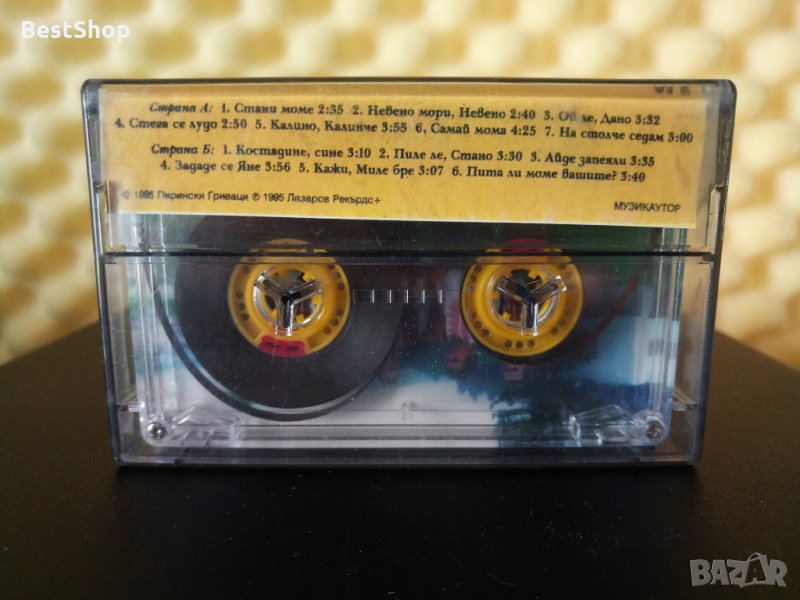 BestShop
Страна А: 1. Стани моме 2:35 2. Невено мори, Невено 2:40 3. Ой ле, Дано 3:32
4. Стега се лудо 2:50 5. Калино, Калинче 3:55 6, Самай мома 4:25 7. На столче седам 3:00
Страна Б: 1. Костадине, сине 3:10 2. Пиле ле, Стано 3:30 3. Айде запеяли 3:35
4. Зададе се Яне 3:56 5. Кажи, Миле бре 3:07 6. Пита ли моме вашите? 3:40
© 1995 Пирински Гриваци ℗ 1995 Лазаров Рекърдс+
МУЗИКАУТОР
BAZAR